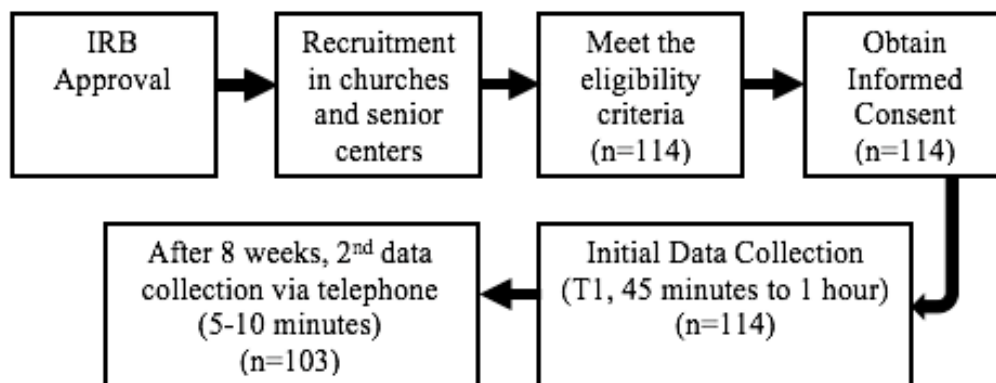 IRB
Approval
Recruitment
in churches
and senior
centers
Meet the
eligibility
criteria
(n=114)
Obtain
Informed
Consent
(n=114)
Initial Data Collection
(T1, 45 minutes to 1 hour)
(n=114)
After 8 weeks, 2nd data
collection via telephone
(5-10 minutes)
(n=103)